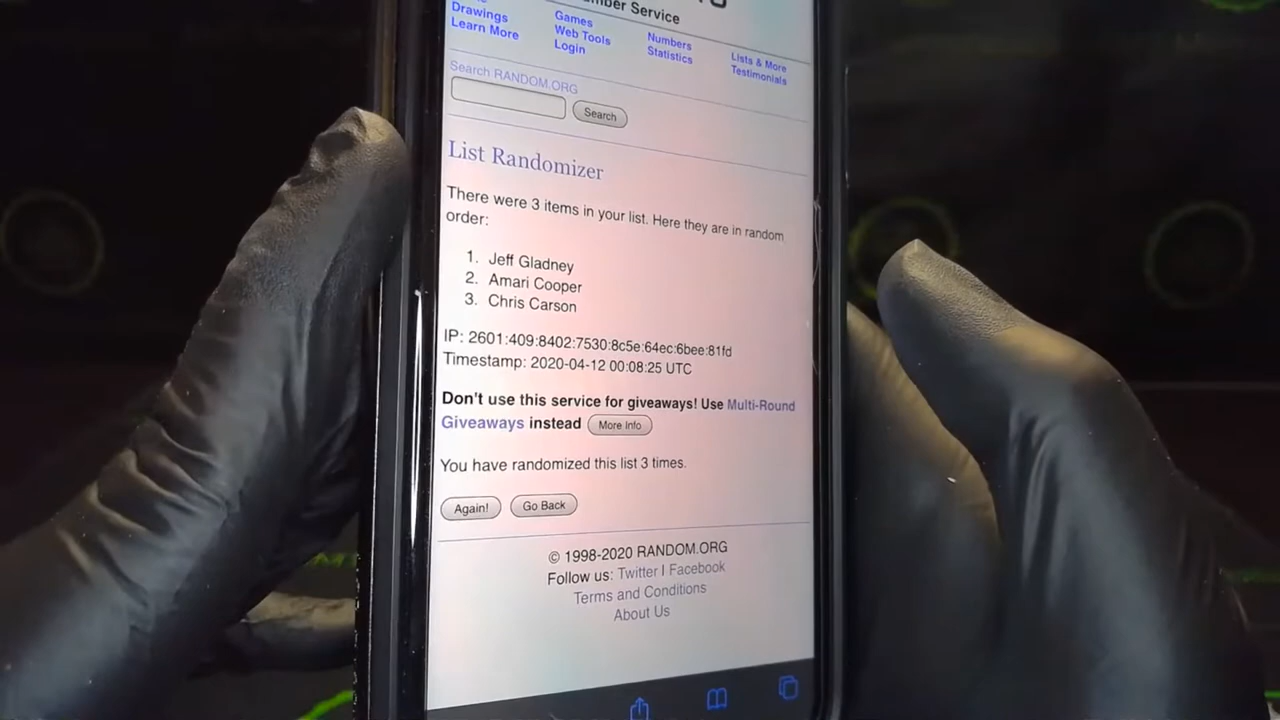 Number Service
Drawings
Games
Numbers
Lists & More
Learn More
Web Tools
Statistics
Testimonials
Login
Search RANDOM.ORG
Search
List Randomizer
There were 3 items in your list. Here they are in random
order:
1. Jeff Gladney
2. Amari Cooper
3. Chris Carson
IP: 2601:409:8402:7530:8c5e:64ec:6bee:81fd
Timestamp: 2020-04-12 00:08:25 UTC
Don't use this service for giveaways! Use Multi-Round
Giveaways instead More Info
You have randomized this list 3 times.
Again! Go Back
© 1998-2020 RANDOM.ORG
Follow us: Twitter | Facebook
Terms and Conditions
About Us